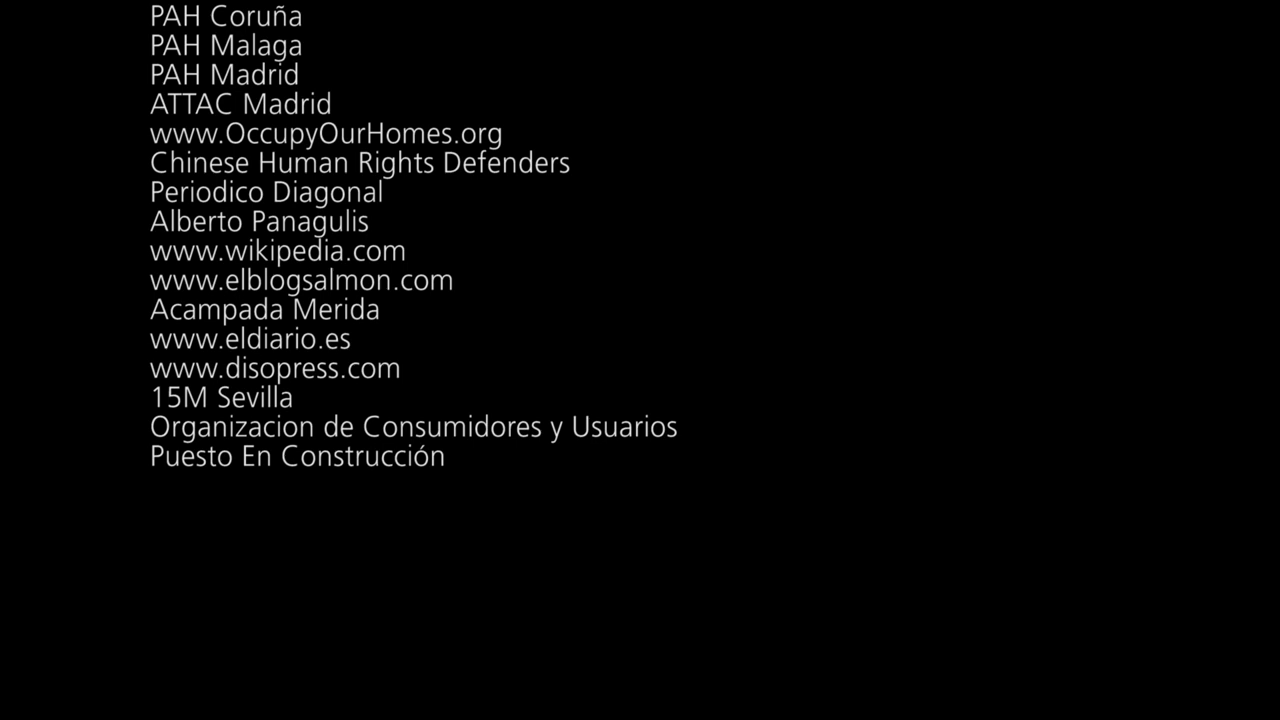 PAH Coruña
PAH Malaga
PAH Madrid
ATTAC Madrid
www.OccupyOurHomes.org
Chinese Human Rights Defenders
Periodico Diagonal
Alberto Panagulis
www.wikipedia.com
www.elblogsalmon.com
Acampada Merida
www.eldiario.es
www.disopress.com
15M Sevilla
Organizacion de Consumidores y Usuarios
Puesto En Construcción